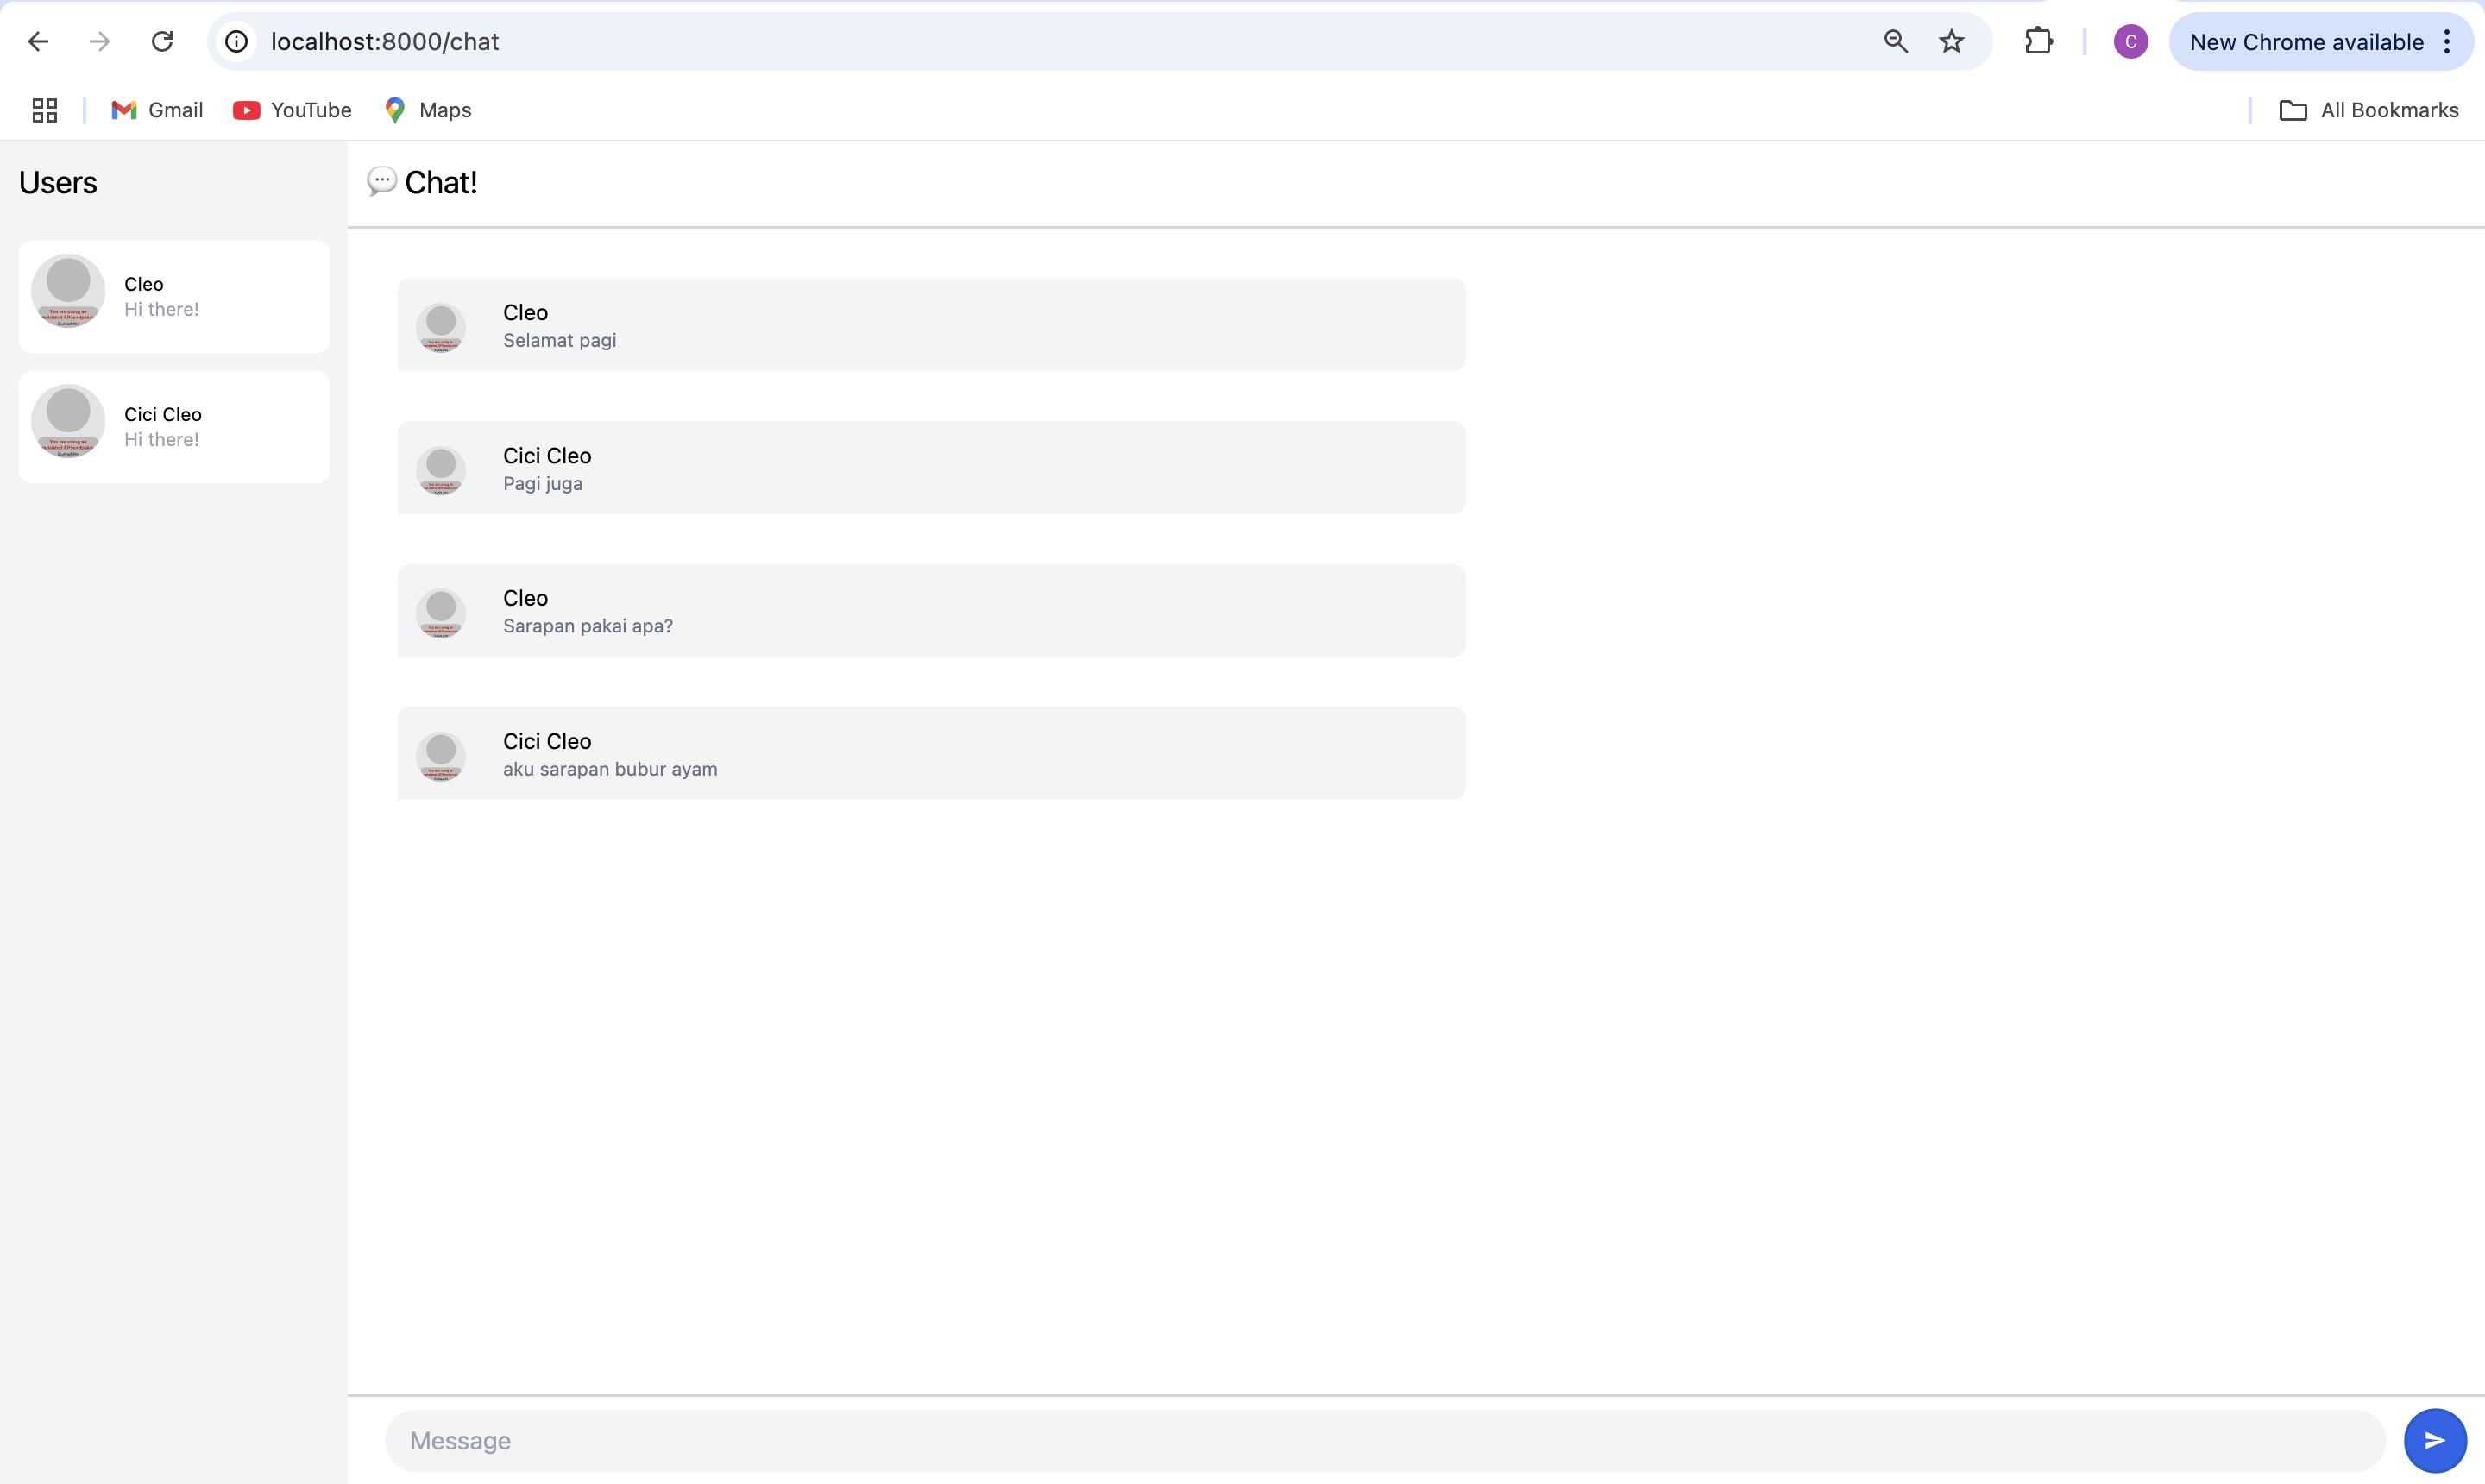 localhost:8000/chat
C
New Chrome available
Gmail
YouTube
Maps
All Bookmarks
Users
Cleo
Hi there!
Cici Cleo
Hi there!
Chat!
Cleo
Selamat pagi
Cici Cleo
Pagi juga
Cleo
Sarapan pakai apa?
Cici Cleo
aku sarapan bubur ayam
Message